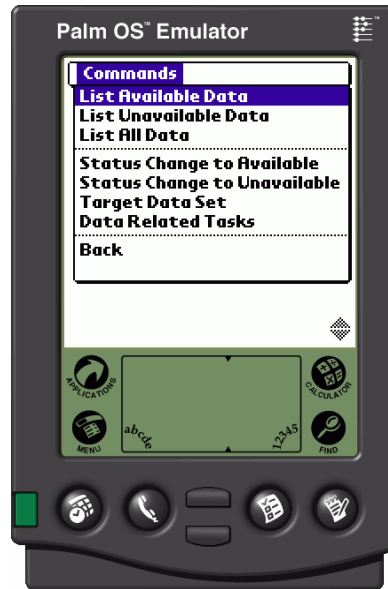 Palm OS™ Emulator
Commands
List Available Data
List Unavailable Data
List All Data
Status Change to Available
Status Change to Unavailable
Target Data Set
Data Related Tasks
Back
APPLICATIONS
CALCULATOR
MENU
abcde
12345
FIND